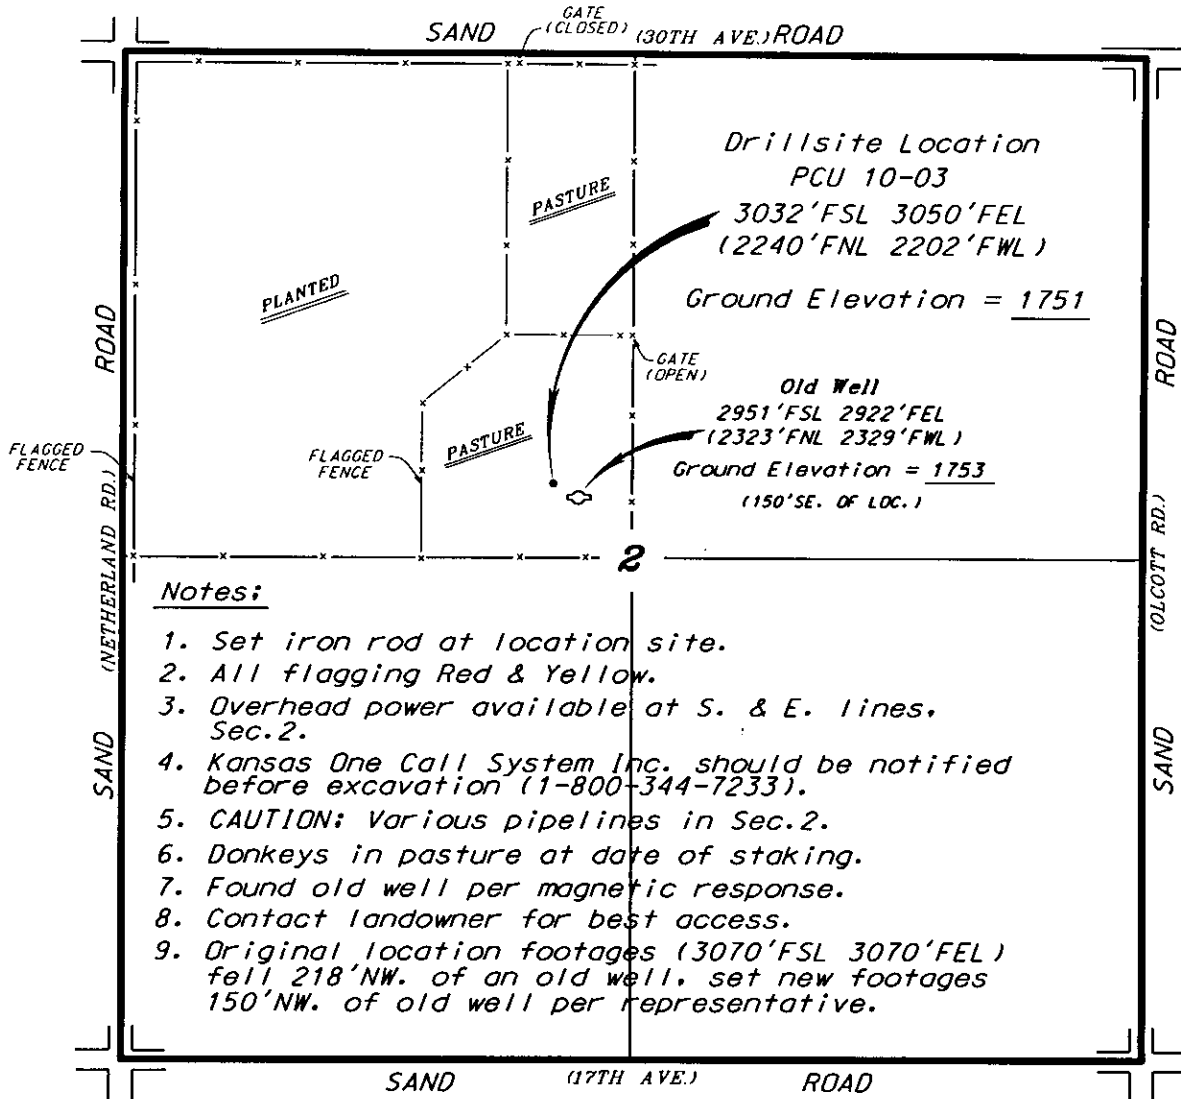 GATE
(CLOSED)
SAND (30TH AVE.) ROAD
Drillsite Location
PCU 10-03
3032'FSL 3050'FEL
(2240'FNL 2202'FWL)
Ground Elevation = 1751
PASTURE
PLANTED
ROAD
ROAD
GATE
(OPEN)
Old Well
2951'FSL 2922'FEL
(2323'FNL 2329'FWL)
Ground Elevation = 1753
(150'SE. OF LOC.)
PASTURE
FLAGGED
FENCE
FLAGGED
FENCE
(NETHERLAND RD.)
(OLCOTT RD.)
2
Notes:
1. Set iron rod at location site.
2. All flagging Red & Yellow.
3. Overhead power available at S. & E. lines,
Sec.2.
4. Kansas One Call System Inc. should be notified
before excavation (1-800-344-7233).
5. CAUTION: Various pipelines in Sec.2.
6. Donkeys in pasture at date of staking.
7. Found old well per magnetic response.
8. Contact landowner for best access.
9. Original location footages (3070'FSL 3070'FEL)
fell 218'NW. of an old well, set new footages
150'NW. of old well per representative.
SAND
SAND
SAND (17TH AVE.) ROAD